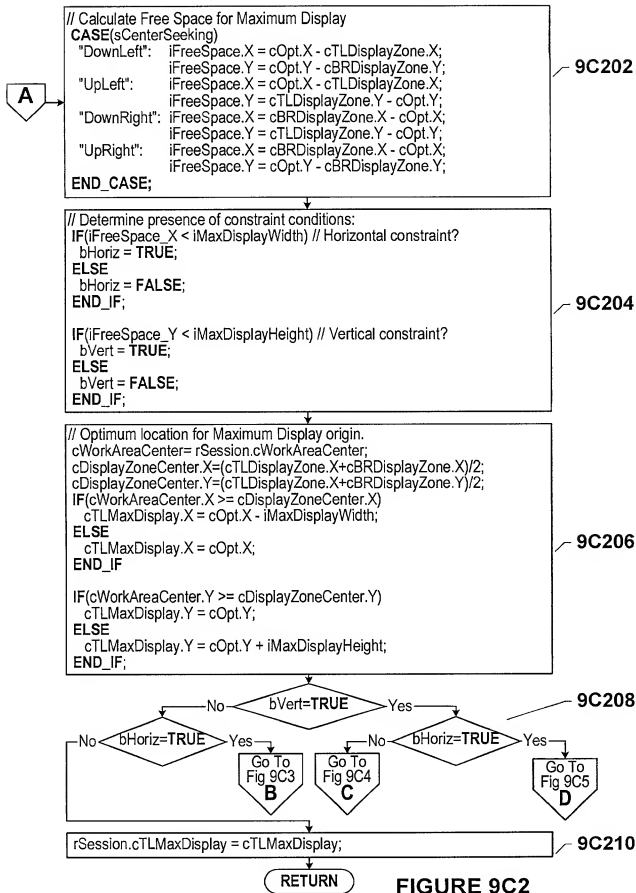 // Calculate Free Space for Maximum Display
CASE(sCenterSeeking)
"DownLeft": iFreeSpace.X = cOpt.X - cTLDisplayZone.X;
iFreeSpace.Y = cOpt.Y - cBRDisplayZone.Y;
"UpLeft": iFreeSpace.X = cOpt.X - cTLDisplayZone.X;
iFreeSpace.Y = cTLDisplayZone.Y - cOpt.Y;
"DownRight": iFreeSpace.X = cBRDisplayZone.X - cOpt.X;
iFreeSpace.Y = cTLDisplayZone.Y - cOpt.Y;
"UpRight": iFreeSpace.X = cBRDisplayZone.X - cOpt.X;
iFreeSpace.Y = cOpt.Y - cBRDisplayZone.Y;
END_CASE;
9C202
A
// Determine presence of constraint conditions:
IF(iFreeSpace_X < iMaxDisplayWidth) // Horizontal constraint?
bHoriz = TRUE;
ELSE
bHoriz = FALSE;
END_IF;
IF(iFreeSpace_Y < iMaxDisplayHeight) // Vertical constraint?
bVert = TRUE;
ELSE
bVert = FALSE;
END_IF;
9C204
// Optimum location for Maximum Display origin.
cWorkAreaCenter= rSession.cWorkAreaCenter;
cDisplayZoneCenter.X=(cTLDisplayZone.X+cBRDisplayZone.X)/2;
cDisplayZoneCenter.Y=(cTLDisplayZone.X+cBRDisplayZone.Y)/2;
IF(cWorkAreaCenter.X >= cDisplayZoneCenter.X)
cTLMaxDisplay.X = cOpt.X - iMaxDisplayWidth;
ELSE
cTLMaxDisplay.X = cOpt.X;
END_IF
IF(cWorkAreaCenter.Y >= cDisplayZoneCenter.Y)
cTLMaxDisplay.Y = cOpt.Y;
ELSE
cTLMaxDisplay.Y = cOpt.Y + iMaxDisplayHeight;
END_IF;
9C206
No bVert=TRUE Yes
9C208
No bHoriz=TRUE Yes
No bHoriz=TRUE Yes
Go To
Fig 9C3
B
Go To
Fig 9C4
C
Go To
Fig 9C5
D
rSession.cTLMaxDisplay = cTLMaxDisplay;
9C210
RETURN
FIGURE 9C2